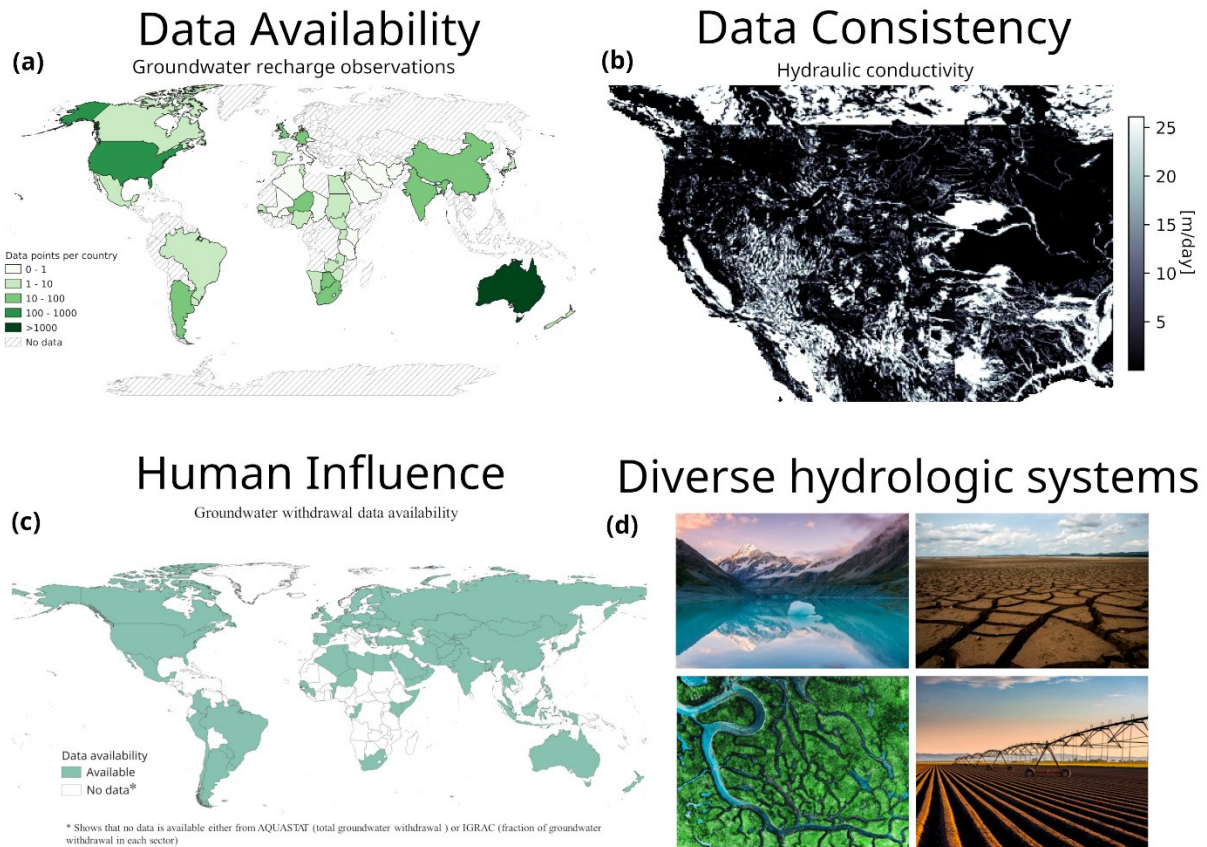 Data Availability
(a)
Groundwater recharge observations
Data points per country
0 - 1
1 - 10
10 - 100
100 - 1000
>1000
No data
Data Consistency
(b)
Hydraulic conductivity
25
20
15
10
5
[m/day]
Human Influence
(c)
Groundwater withdrawal data availability
Data availability
Available
No data*
* Shows that no data is available either from AQUASTAT (total groundwater withdrawal ) or IGRAC (fraction of groundwater
withdrawal in each sector)
Diverse hydrologic systems
(d)